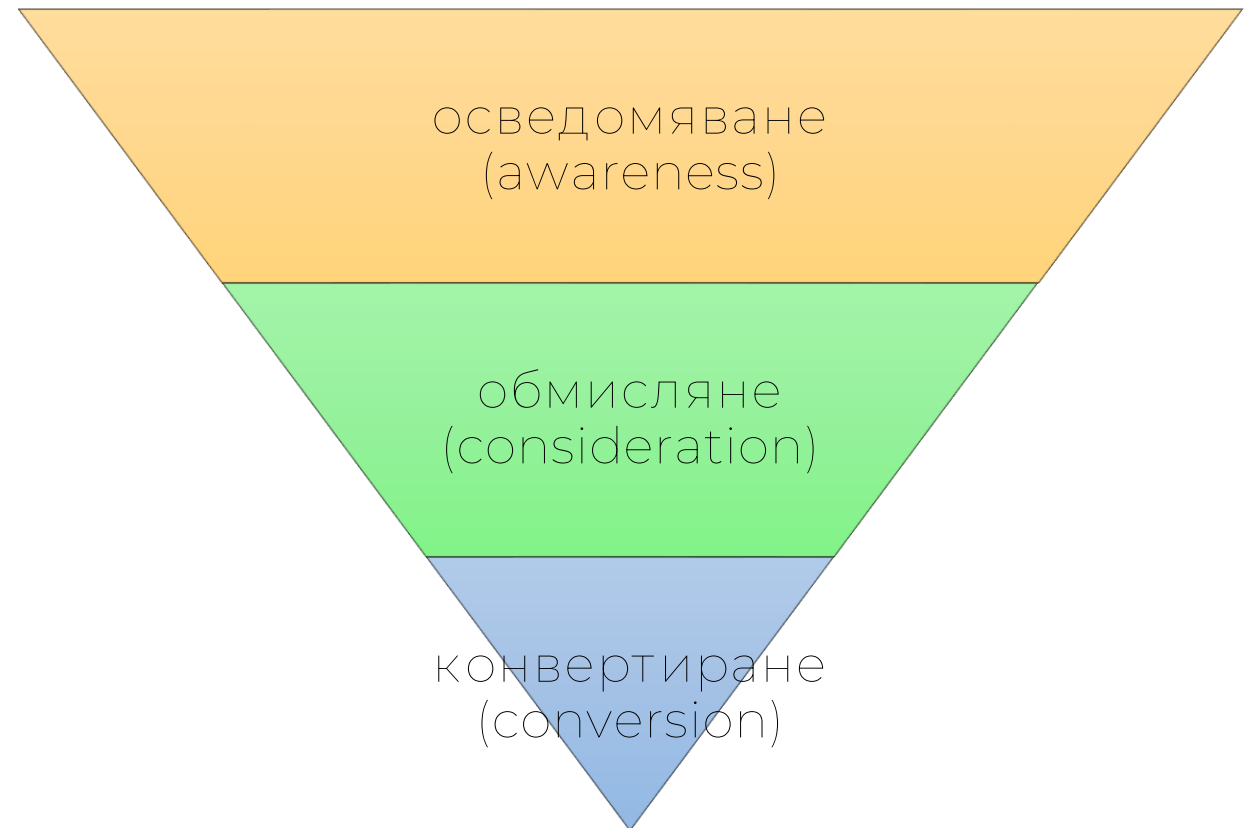 осведомяване
(awareness)
обмисляне
(consideration)
конвертиране
(conversion)